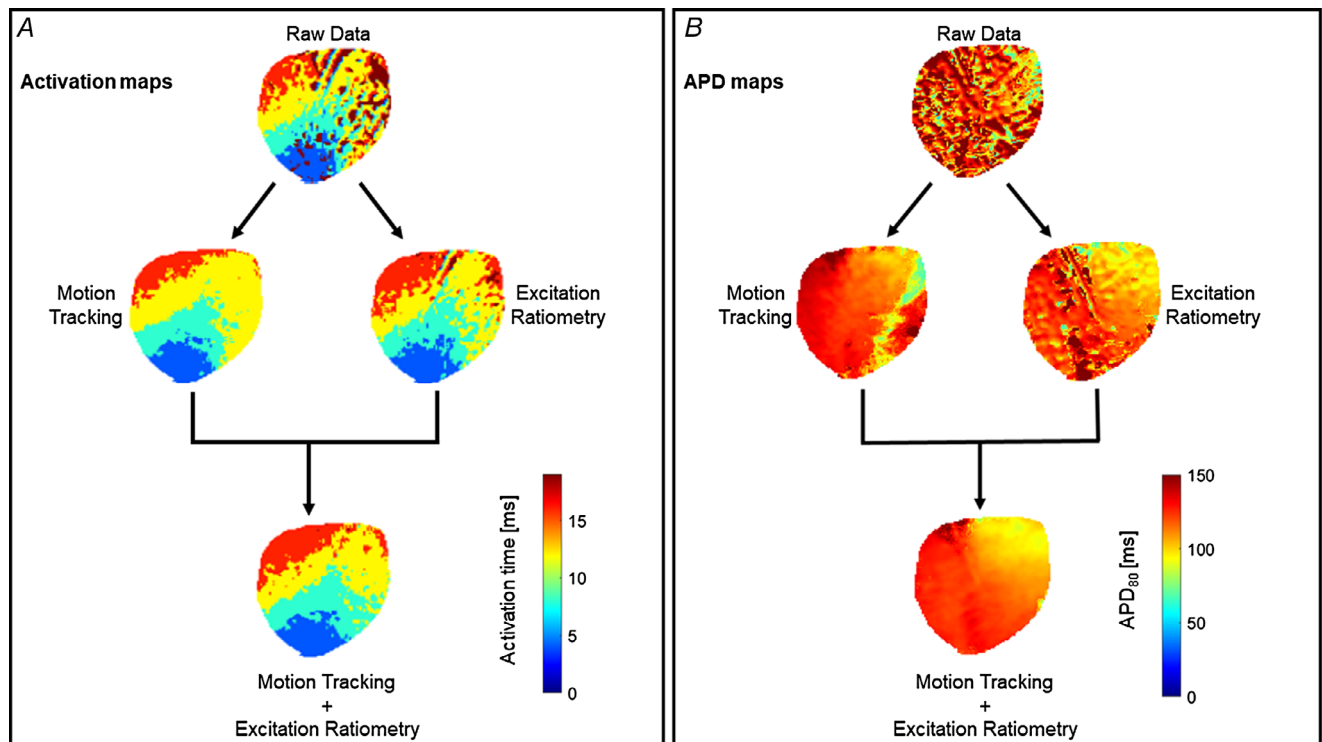 A
Raw Data
Activation maps
Motion
Tracking
Excitation
Ratiometry
Activation time [ms]
15
10
5
0
Motion Tracking
+
Excitation Ratiometry
B
Raw Data
APD maps
Motion
Tracking
Excitation
Ratiometry
APD80 [ms]
150
100
50
0
Motion Tracking
+
Excitation Ratiometry